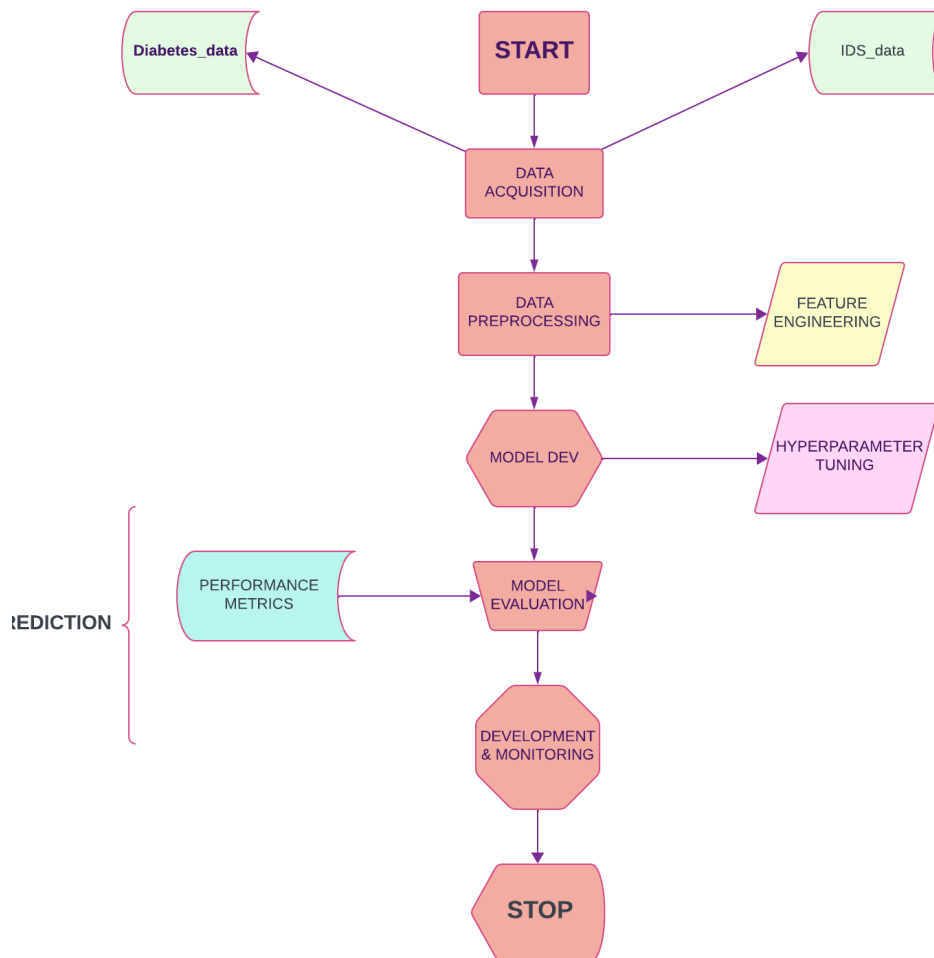 Diabetes_data
START
IDS_data
DATA
ACQUISITION
DATA
PREPROCESSING
FEATURE
ENGINEERING
MODEL DEV
HYPERPARAMETER
TUNING
PERFORMANCE
METRICS
MODEL
EVALUATION
REDICTION
DEVELOPMENT
& MONITORING
STOP